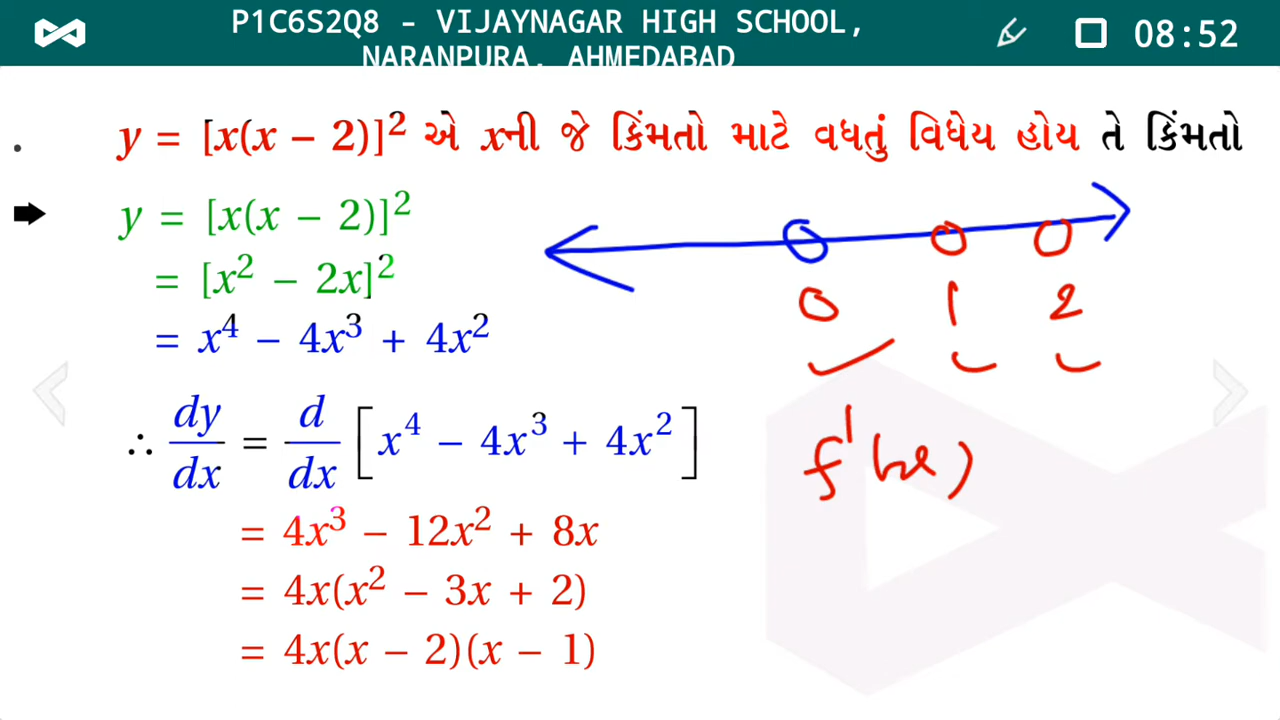 P1C6S2Q8 - VIJAYNAGAR HIGH SCHOOL,
NARANPURA, AHMEDABAD
08:52
. y = [x(x − 2)]² એ xની જે કિંમતો માટે વધતું વિધેય હોય તે કિંમતો
y = [x(x − 2)]²
= [x² − 2x]²
= x⁴ − 4x³ + 4x²
0 1 2
∴ dy/dx = d/dx [x⁴ − 4x³ + 4x²]
f'(x)
= 4x³ − 12x² + 8x
= 4x(x² − 3x + 2)
= 4x(x − 2)(x − 1)